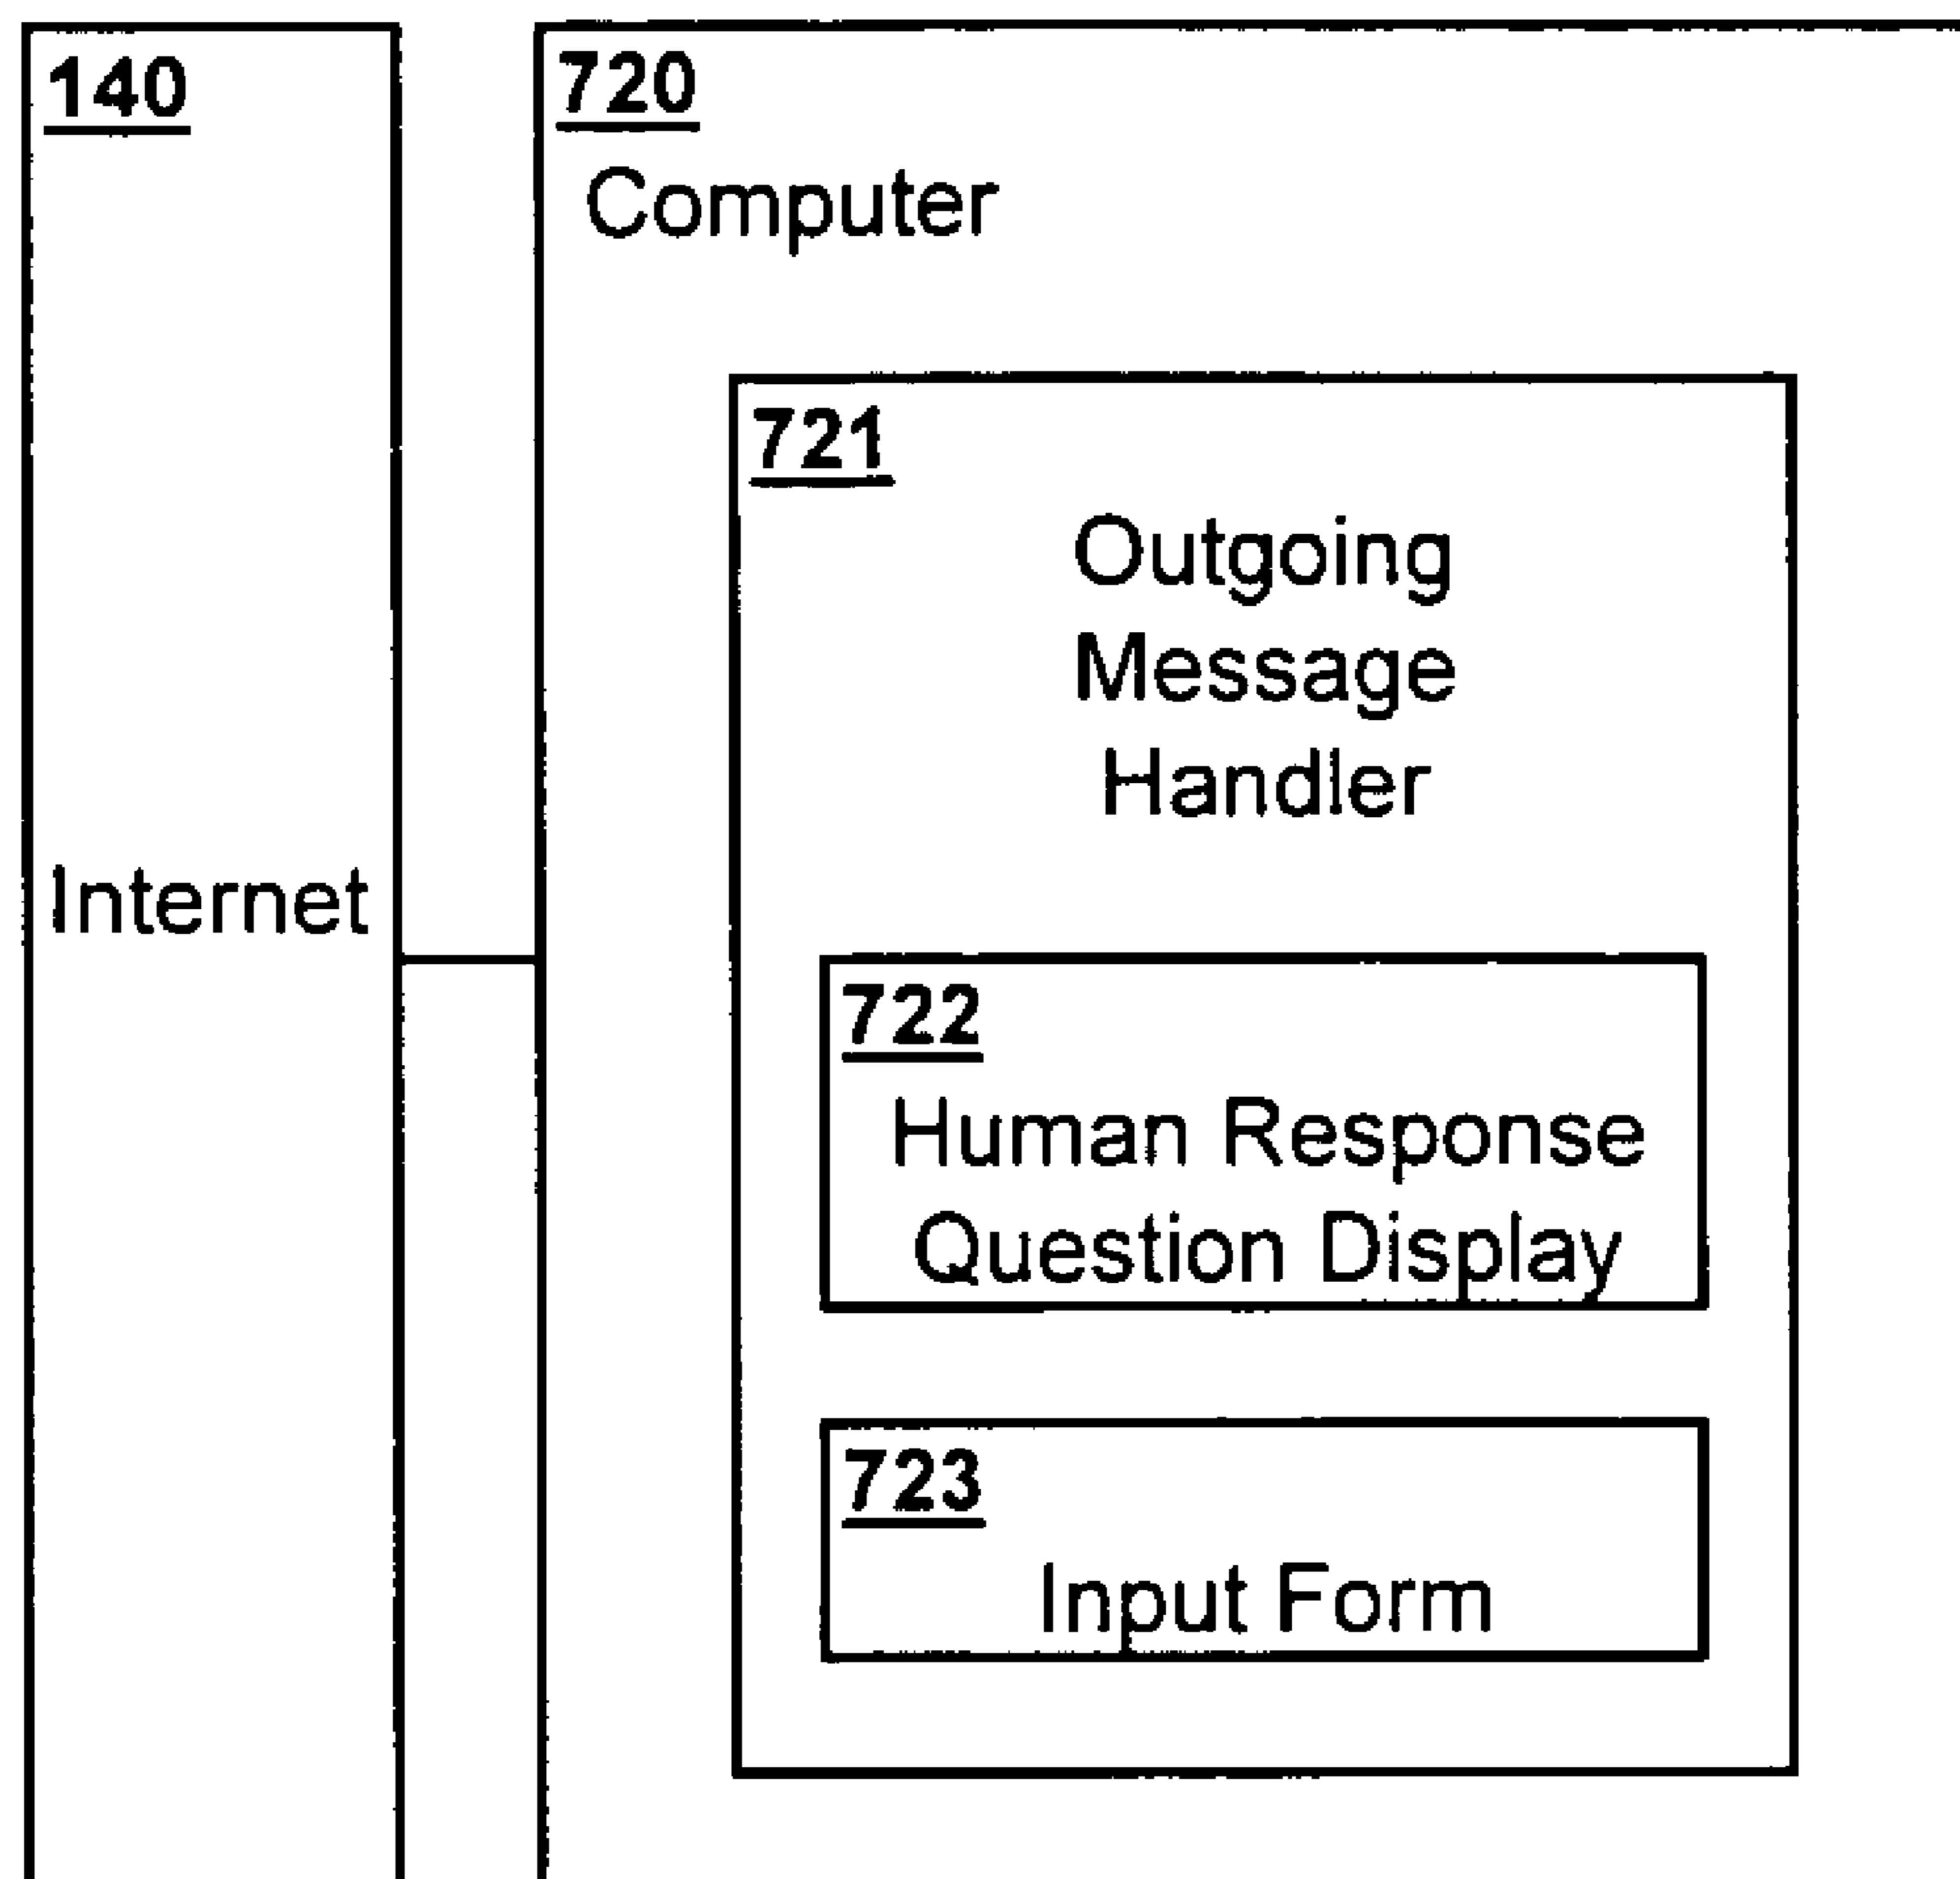 140
Internet
720
Computer
721
Outgoing
Message
Handler
722
Human Response
Question Display
723
Input Form